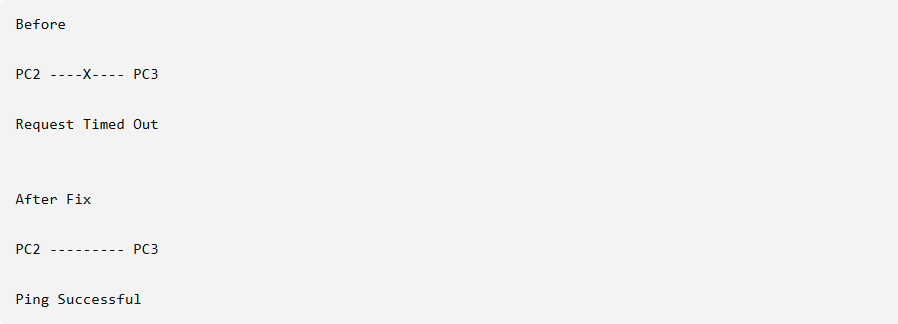 Before
PC2 ----X---- PC3
Request Timed Out
After Fix
PC2 --------- PC3
Ping Successful